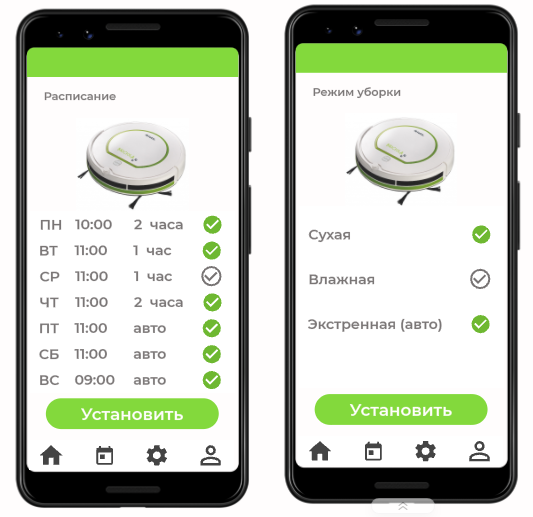 Расписание
ПН 10:00 2 часа
ВТ 11:00 1 час
СР 11:00 1 час
ЧТ 11:00 2 часа
ПТ 11:00 авто
СБ 11:00 авто
ВС 09:00 авто
Установить
Режим уборки
Сухая
Влажная
Экстренная (авто)
Установить